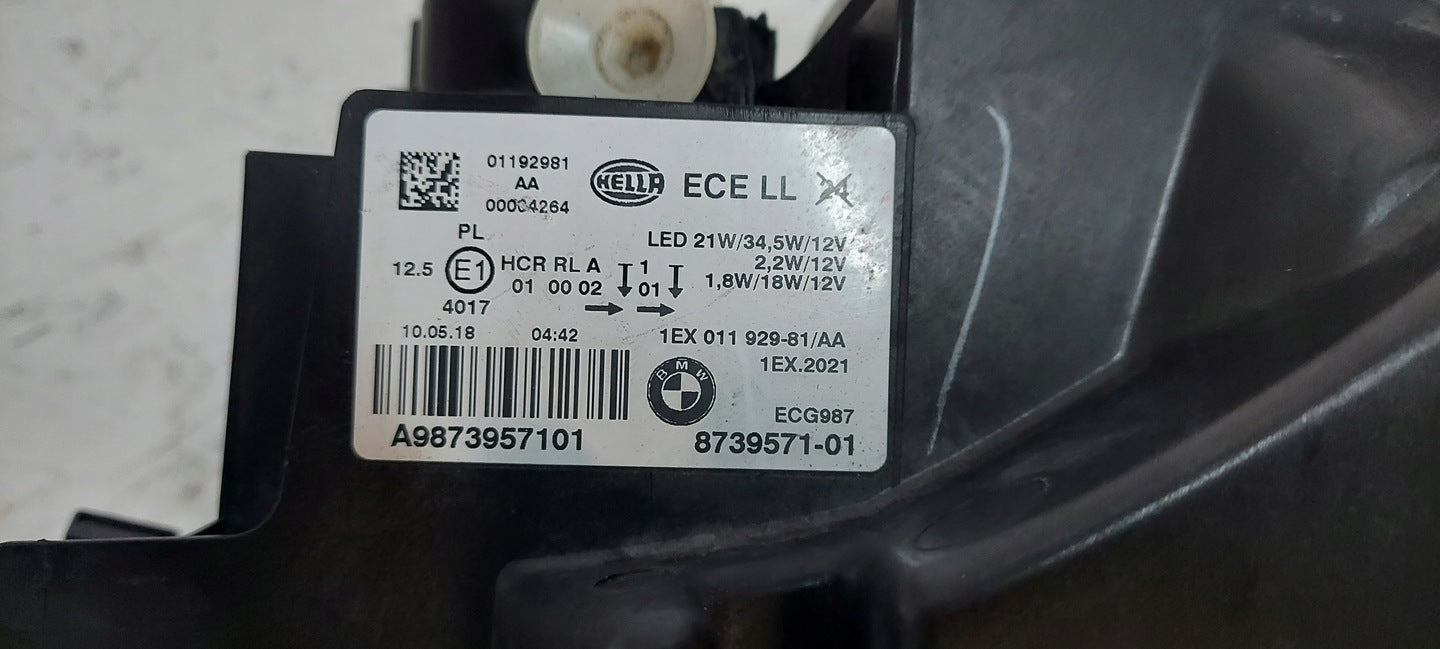 01192981
AA
00004264
HELLA
ECE LL 24
PL
12.5 E1 HCR RL A 1
01 00 02 01
4017
LED 21W/34,5W/12V
2,2W/12V
1,8W/18W/12V
10.05.18 04:42
1EX 011 929-81/AA
1EX.2021
BMW
ECG987
A9873957101
8739571-01